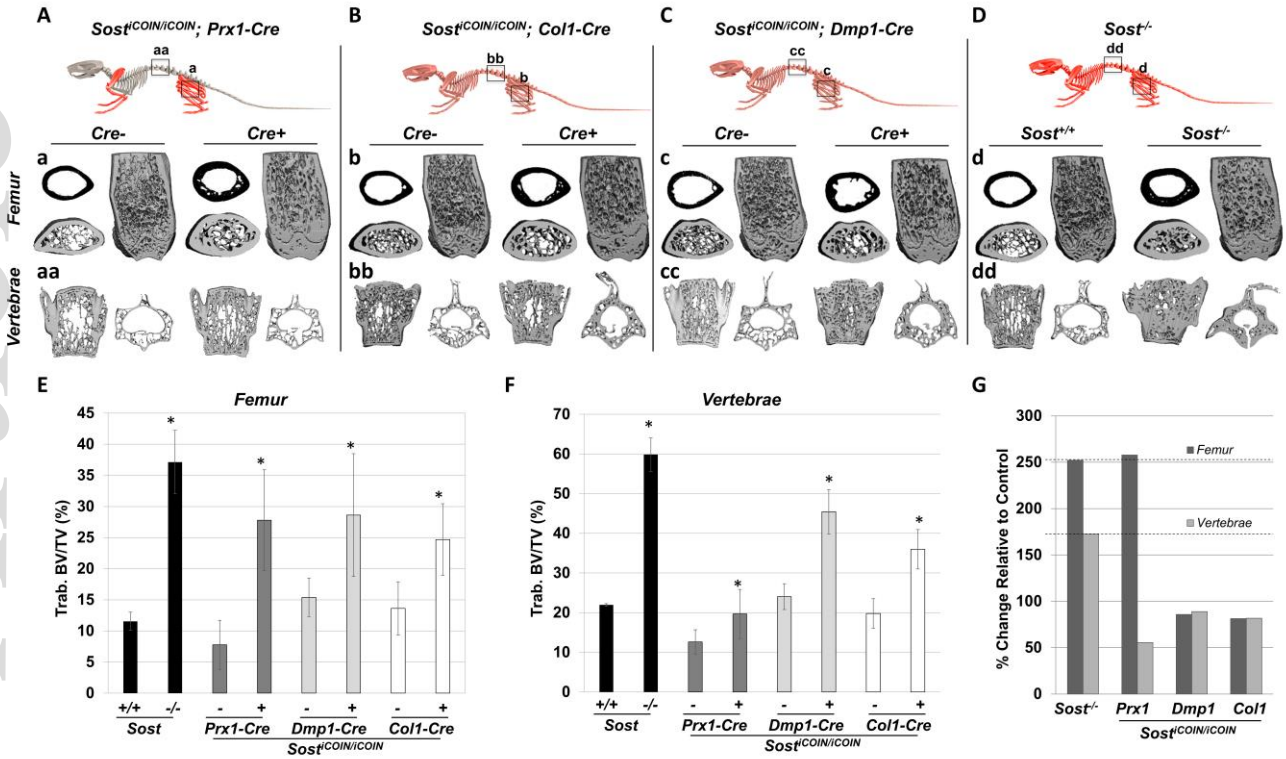 A
Sost^iCOIN/iCOIN; Prx1-Cre
aa
a
Cre-
Cre+
B
Sost^iCOIN/iCOIN; Col1-Cre
bb
b
Cre-
Cre+
C
Sost^iCOIN/iCOIN; Dmp1-Cre
cc
c
Cre-
Cre+
D
Sost^-/-
dd
d
Sost^+/+
Sost^-/-
Femur
a
b
c
d
Vertebrae
aa
bb
cc
dd
E
Femur
Trab. BV/TV (%)
45
40
35
30
25
20
15
10
5
0
* * * *
+/+ -/- - + - + - +
Sost Prx1-Cre Dmp1-Cre Col1-Cre
Sost^iCOIN/iCOIN
F
Vertebrae
Trab. BV/TV (%)
70
60
50
40
30
20
10
0
* * * *
+/+ -/- - + - + - +
Sost Prx1-Cre Dmp1-Cre Col1-Cre
Sost^iCOIN/iCOIN
G
% Change Relative to Control
300
250
200
150
100
50
0
Femur
Vertebrae
Sost^-/- Prx1 Dmp1 Col1
Sost^iCOIN/iCOIN